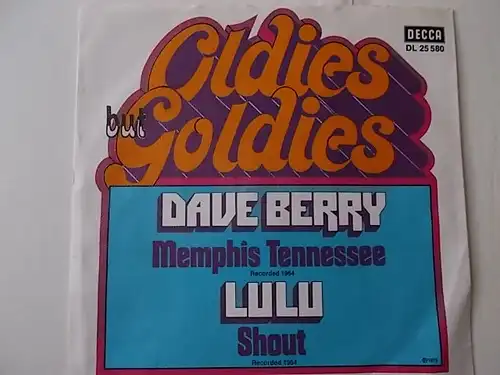 DECCA
DL 25 580
Oldies
but
Goldies
DAVE BERRY
Memphis Tennessee
Recorded 1964
LULU
Shout
Recorded 1964